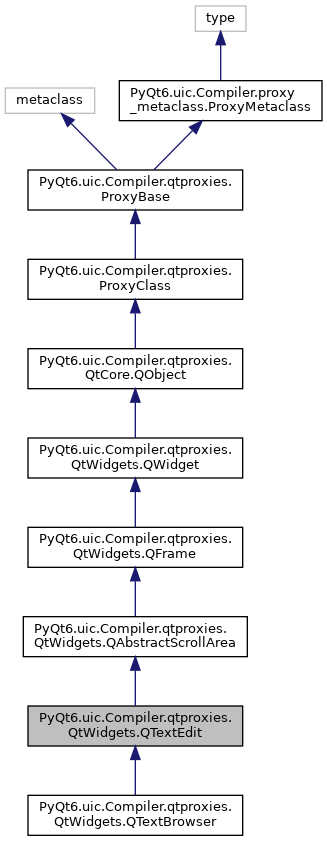 type
PyQt6.uic.Compiler.proxy
_metaclass.ProxyMetaclass
metaclass
PyQt6.uic.Compiler.qtproxies.
ProxyBase
PyQt6.uic.Compiler.qtproxies.
ProxyClass
PyQt6.uic.Compiler.qtproxies.
QtCore.QObject
PyQt6.uic.Compiler.qtproxies.
QtWidgets.QWidget
PyQt6.uic.Compiler.qtproxies.
QtWidgets.QFrame
PyQt6.uic.Compiler.qtproxies.
QtWidgets.QAbstractScrollArea
PyQt6.uic.Compiler.qtproxies.
QtWidgets.QTextEdit
PyQt6.uic.Compiler.qtproxies.
QtWidgets.QTextBrowser